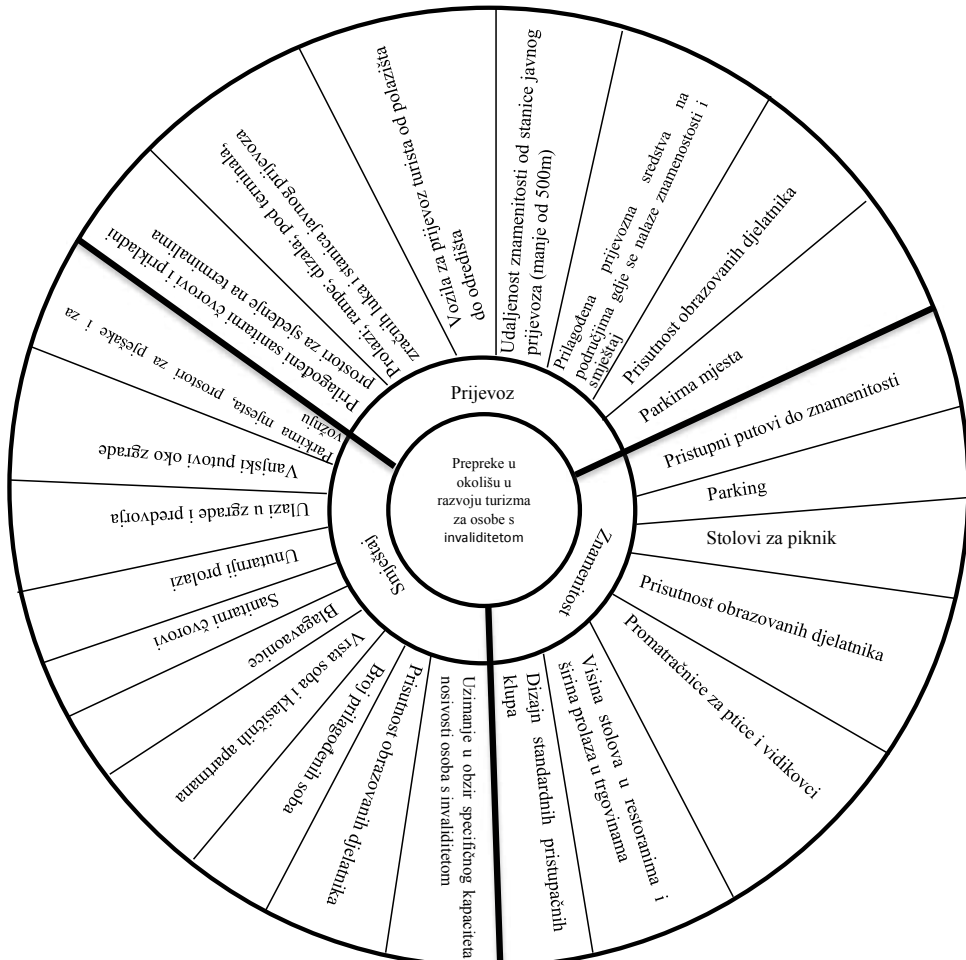 Prepreke u
okolišu u
razvoju turizma
za osobe s
invaliditetom
Prijevoz
Prilagođeni sanitarni čvorovi i prikladni
prostori za sjedenje na terminalima
Prolazi, rampe, dizala; pod terminala,
zračnih luka i stanica javnog prijevoza
Vozila za prijevoz turista od polazišta
do odredišta
Udaljenost znamenitosti od stanice javnog
prijevoza (manje od 500m)
Prilagođena prijevozna sredstva na
područjima gdje se nalaze znamenostosti i
smještaj
Prisutnost obrazovanih djelatnika
Parkirna mjesta
Znamenitost
Pristupni putovi do znamenitosti
Parking
Stolovi za piknik
Prisutnost obrazovanih djelatnika
Promatračnice za ptice i vidikovci
Visina stolova u restoranima i
širina prolaza u trgovinama
Dizajn standardnih pristupačnih
klupa
Smještaj
Uzimanje u obzir specifičnog kapaciteta
nosivosti osoba s invaliditetom
Prisutnost obrazovanih djelatnika
Broj prilagođenih soba
Vrsta soba i klasičnih apartmana
Blagavaonice
Sanitarni čvorovi
Unutarnji prolazi
Ulazi u zgrade i predvorja
Vanjski putovi oko zgrade
Parkirna mjesta, prostori za pješake i za
vožnju